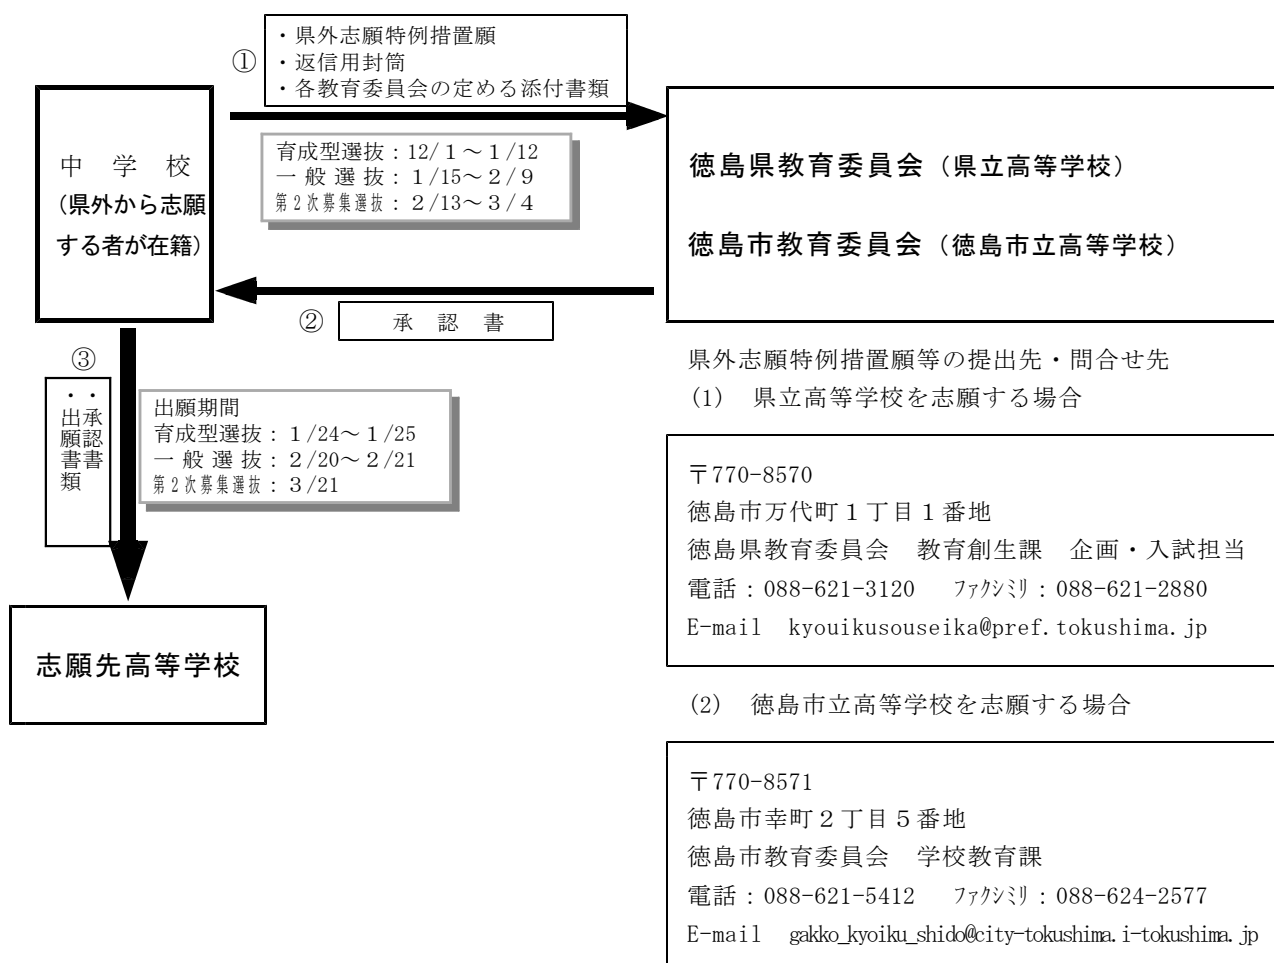 ①
・県外志願特例措置願
・返信用封筒
・各教育委員会の定める添付書類
中　学　校
（県外から志願
する者が在籍）
育成型選抜：12/１～１/12
一 般 選 抜：１/15～２/９
第２次募集選抜：２/13～３/４
徳島県教育委員会（県立高等学校）
徳島市教育委員会（徳島市立高等学校）
②
承　認　書
③
・承認書
・出願書類
出願期間
育成型選抜：１/24～１/25
一 般 選 抜：２/20～２/21
第２次募集選抜：３/21
志願先高等学校
県外志願特例措置願等の提出先・問合せ先
(1)　県立高等学校を志願する場合
〒770-8570
徳島市万代町１丁目１番地
徳島県教育委員会　教育創生課　企画・入試担当
電話：088-621-3120　ﾌｧｸｼﾐﾘ：088-621-2880
E-mail　kyouikusouseika@pref.tokushima.jp
(2)　徳島市立高等学校を志願する場合
〒770-8571
徳島市幸町２丁目５番地
徳島市教育委員会　学校教育課
電話：088-621-5412　ﾌｧｸｼﾐﾘ：088-624-2577
E-mail　gakko_kyoiku_shido@city-tokushima.i-tokushima.jp